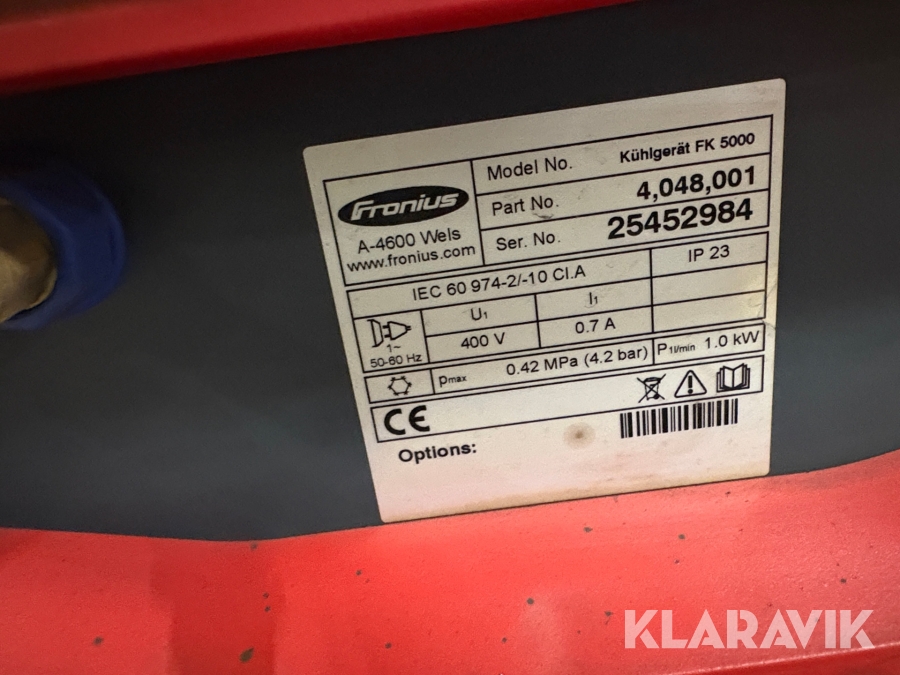 Fronius
A-4600 Wels
www.fronius.com
Model No. Kühlgerät FK 5000
Part No. 4,048,001
Ser. No. 25452984
IEC 60 974-2/-10 Cl.A IP 23
U1 I1
1~
50-60 Hz
400 V 0.7 A
pmax 0.42 MPa (4.2 bar) P1l/min 1.0 kW
CE
Options:
KLARAVIK